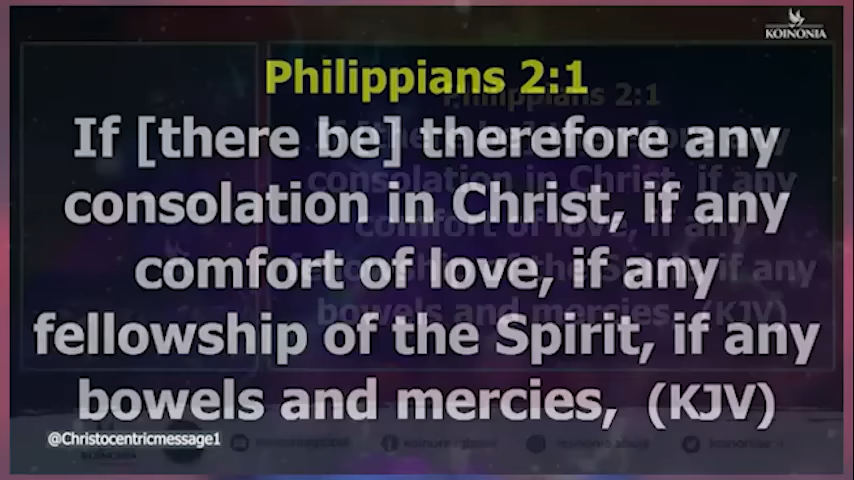 KOINONIA
Philippians 2:1
If [there be] therefore any
consolation in Christ, if any
comfort of love, if any
fellowship of the Spirit, if any
bowels and mercies, (KJV)
@Christocentricmessage1